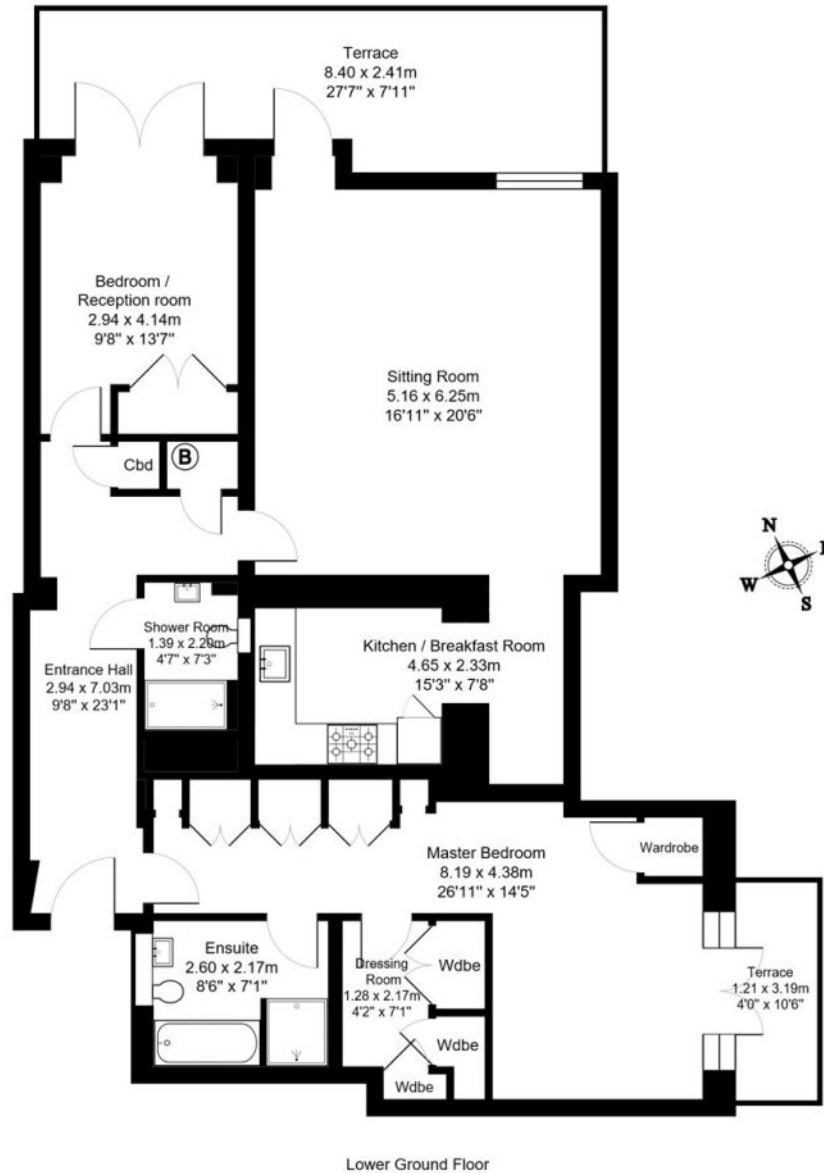 Terrace
8.40 x 2.41m
27'7" x 7'11"
Bedroom /
Reception room
2.94 x 4.14m
9'8" x 13'7"
Sitting Room
5.16 x 6.25m
16'11" x 20'6"
Cbd
B
N
W
S
Shower Room
1.39 x 2.20m
4'7" x 7'3"
Kitchen / Breakfast Room
4.65 x 2.33m
15'3" x 7'8"
Entrance Hall
2.94 x 7.03m
9'8" x 23'1"
Master Bedroom
8.19 x 4.38m
26'11" x 14'5"
Wardrobe
Ensuite
2.60 x 2.17m
8'6" x 7'1"
Dressing
Room
1.28 x 2.17m
4'2" x 7'1"
Wdbe
Wdbe
Wdbe
Terrace
1.21 x 3.19m
4'0" x 10'6"
Lower Ground Floor